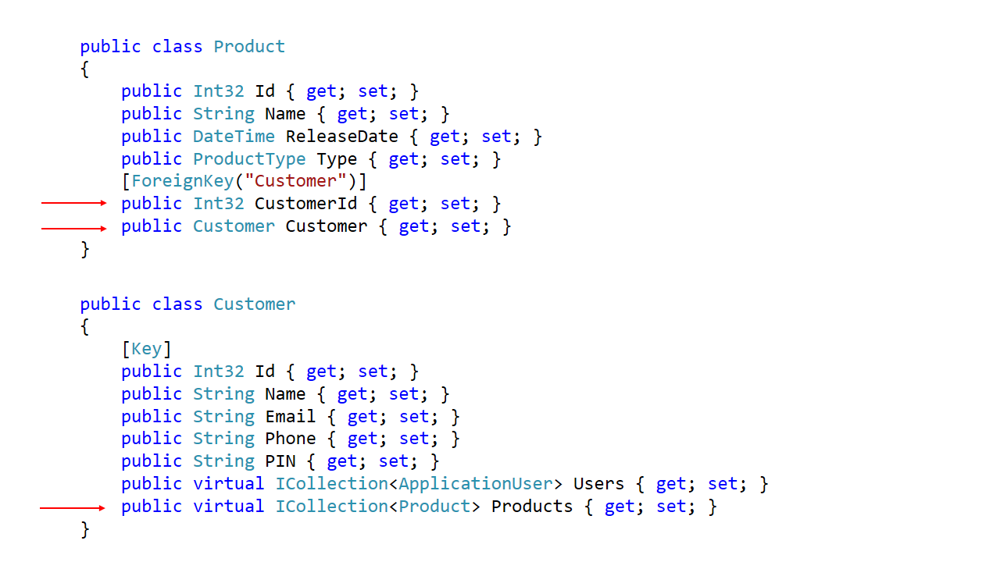 public class Product
{
public Int32 Id { get; set; }
public String Name { get; set; }
public DateTime ReleaseDate { get; set; }
public ProductType Type { get; set; }
[ForeignKey("Customer")]
public Int32 CustomerId { get; set; }
public Customer Customer { get; set; }
}
public class Customer
{
[Key]
public Int32 Id { get; set; }
public String Name { get; set; }
public String Email { get; set; }
public String Phone { get; set; }
public String PIN { get; set; }
public virtual ICollection<ApplicationUser> Users { get; set; }
public virtual ICollection<Product> Products { get; set; }
}